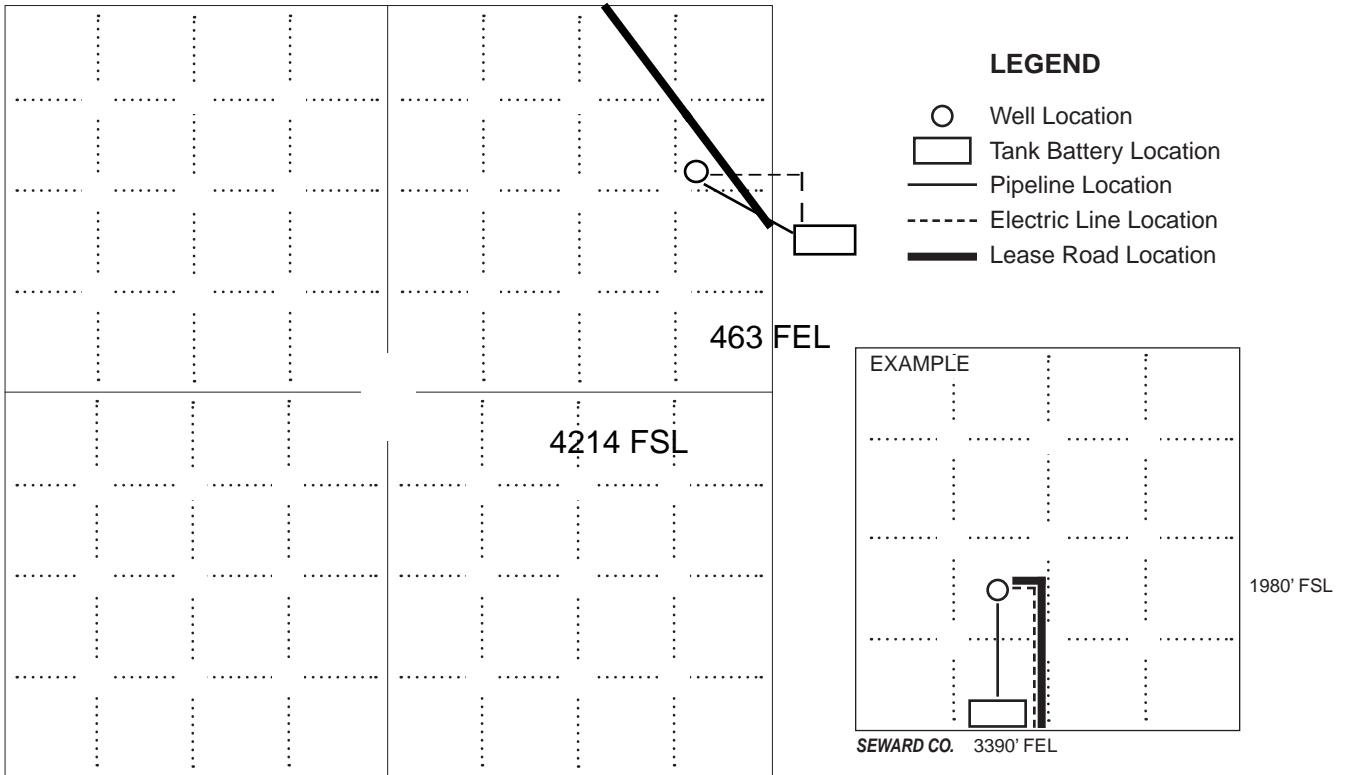 LEGEND
Well Location
Tank Battery Location
Pipeline Location
Electric Line Location
Lease Road Location
463 FEL
4214 FSL
EXAMPLE
1980’ FSL
SEWARD CO. 3390’ FEL